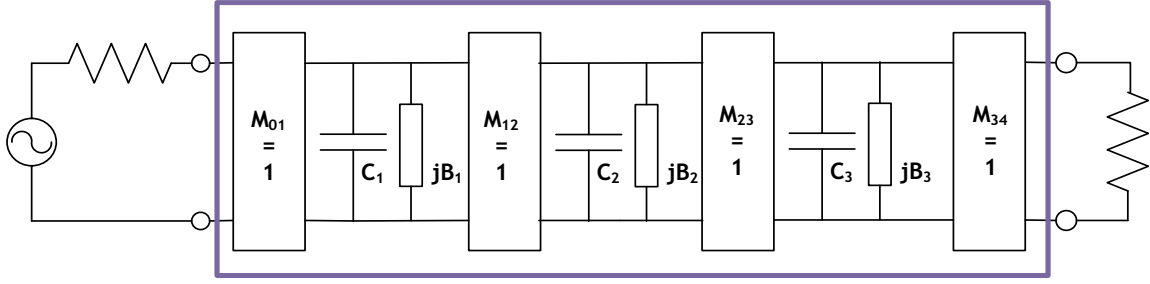 M₀₁
=
1
C₁
jB₁
M₁₂
=
1
C₂
jB₂
M₂₃
=
1
C₃
jB₃
M₃₄
=
1